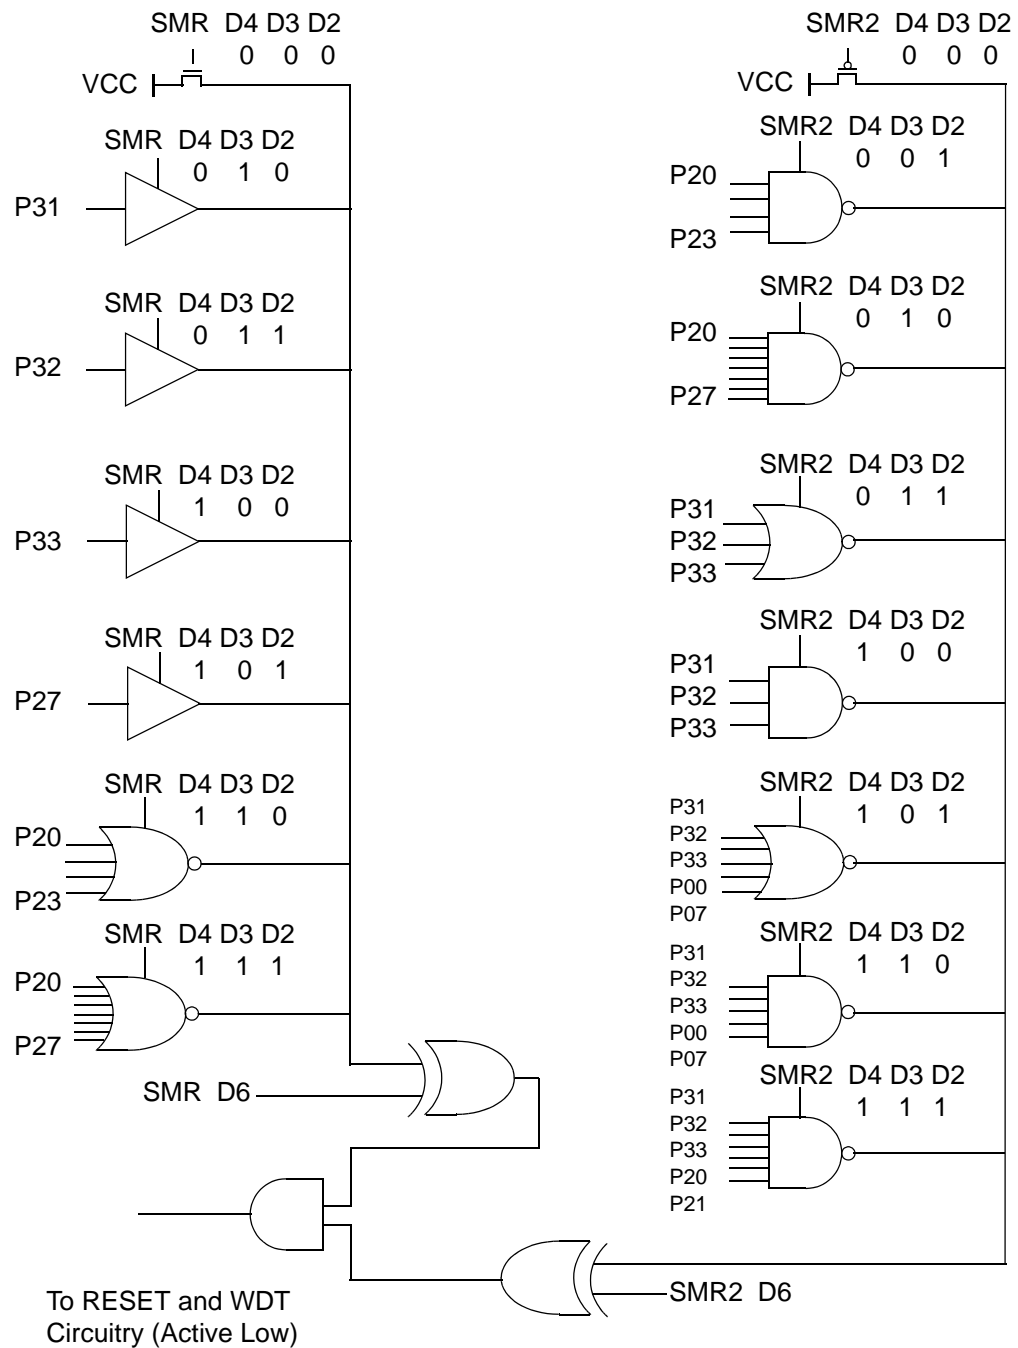 SMR D4 D3 D2
0 0 0
VCC
SMR D4 D3 D2
0 1 0
P31
SMR D4 D3 D2
0 1 1
P32
SMR D4 D3 D2
1 0 0
P33
SMR D4 D3 D2
1 0 1
P27
SMR D4 D3 D2
1 1 0
P20
P23
SMR D4 D3 D2
1 1 1
P20
P27
SMR D6
To RESET and WDT
Circuitry (Active Low)
SMR2 D4 D3 D2
0 0 0
VCC
SMR2 D4 D3 D2
0 0 1
P20
P23
SMR2 D4 D3 D2
0 1 0
P20
P27
SMR2 D4 D3 D2
0 1 1
P31
P32
P33
SMR2 D4 D3 D2
1 0 0
P31
P32
P33
SMR2 D4 D3 D2
1 0 1
P31
P32
P33
P00
P07
SMR2 D4 D3 D2
1 1 0
P31
P32
P33
P00
P07
SMR2 D4 D3 D2
1 1 1
P31
P32
P33
P20
P21
SMR2 D6